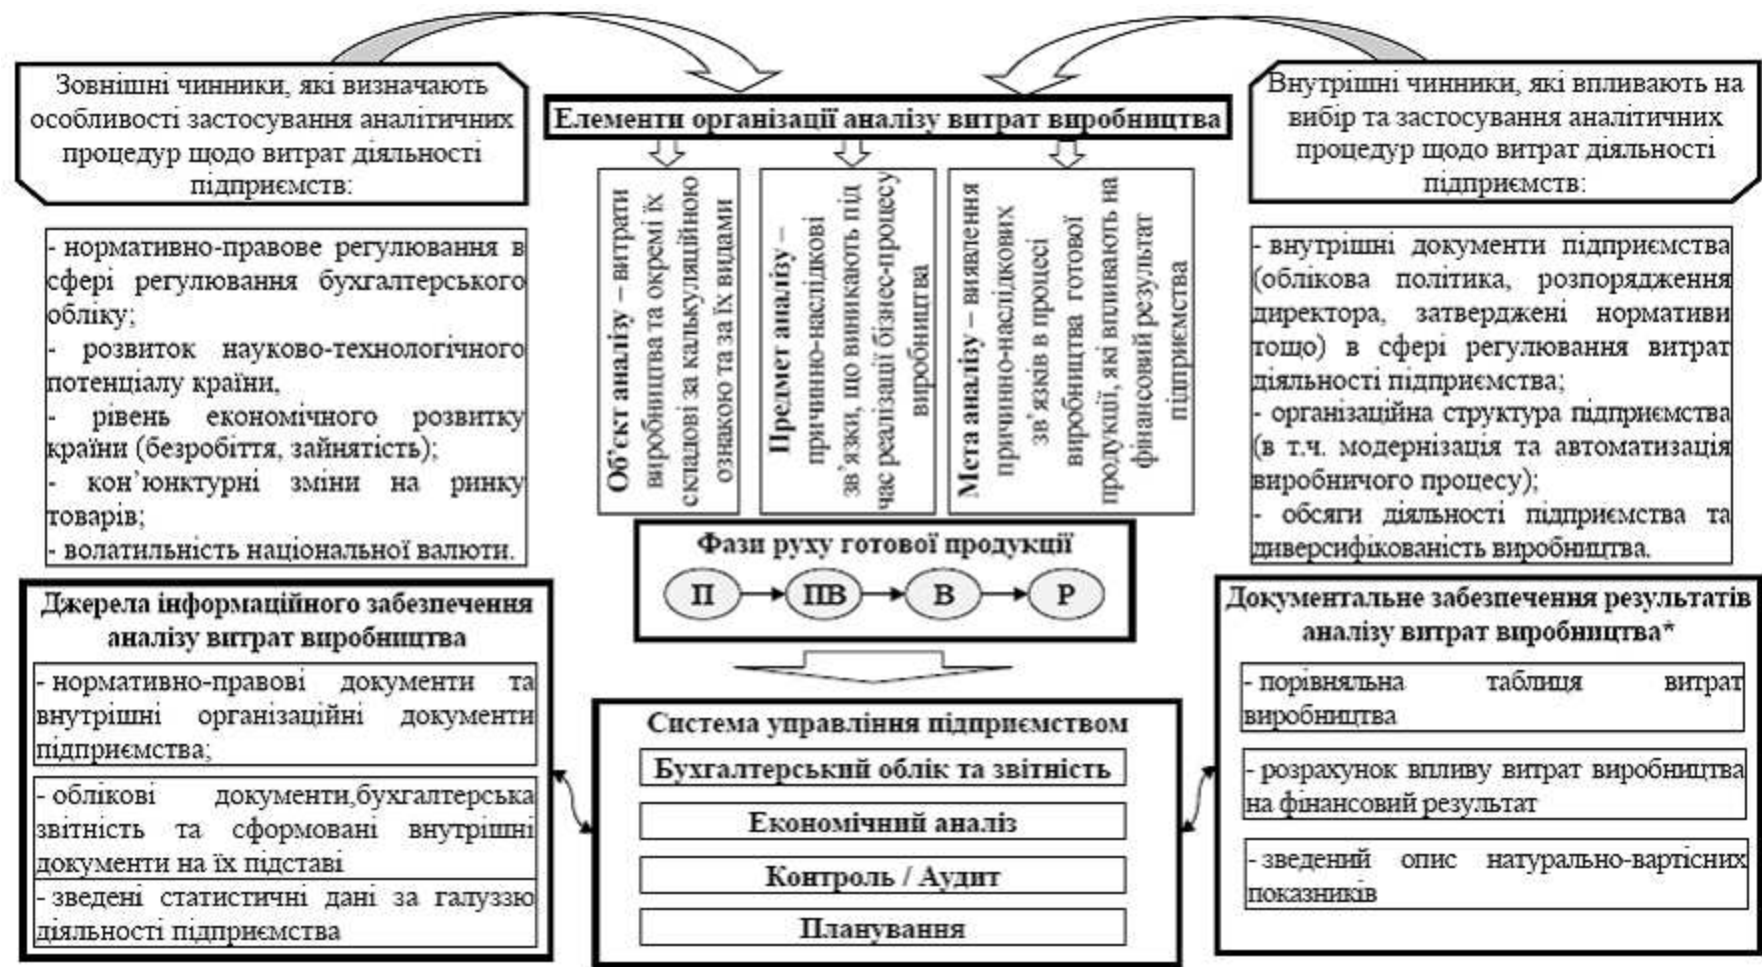 Зовнішні чинники, які визначають
особливості застосування аналітичних
процедур щодо витрат діяльності
підприємств:
- нормативно-правове регулювання в
сфері регулювання бухгалтерського
обліку;
- розвиток науково-технологічного
потенціалу країни,
- рівень економічного розвитку
країни (безробіття, зайнятість);
- кон’юнктурні зміни на ринку
товарів;
- волатильність національної валюти.
Елементи організації аналізу витрат виробництва
Об’єкт аналізу – витрати
виробництва та окремі їх
складові за калькуляційною
ознакою та за їх видами
Предмет аналізу –
причинно-наслідкові
зв’язки, що виникають під
час реалізації бізнес-процесу
виробництва
Мета аналізу – виявлення
причинно-наслідкових
зв’язків в процесі
виробництва готової
продукції, які впливають на
фінансовий результат
підприємства
Внутрішні чинники, які впливають на
вибір та застосування аналітичних
процедур щодо витрат діяльності
підприємств:
- внутрішні документи підприємства
(облікова політика, розпорядження
директора, затверджені нормативи
тощо) в сфері регулювання витрат
діяльності підприємства;
- організаційна структура підприємства
(в т.ч. модернізація та автоматизація
виробничого процесу);
- обсяги діяльності підприємства та
диверсифікованість виробництва.
Фази руху готової продукції
П ПВ В Р
Джерела інформаційного забезпечення
аналізу витрат виробництва
- нормативно-правові документи та
внутрішні організаційні документи
підприємства;
- облікові документи,бухгалтерська
звітність та сформовані внутрішні
документи на їх підставі
- зведені статистичні дані за галуззю
діяльності підприємства
Система управління підприємством
Бухгалтерський облік та звітність
Економічний аналіз
Контроль / Аудит
Планування
Документальне забезпечення результатів
аналізу витрат виробництва*
- порівняльна таблиця витрат
виробництва
- розрахунок впливу витрат виробництва
на фінансовий результат
- зведений опис натурально-вартісних
показників